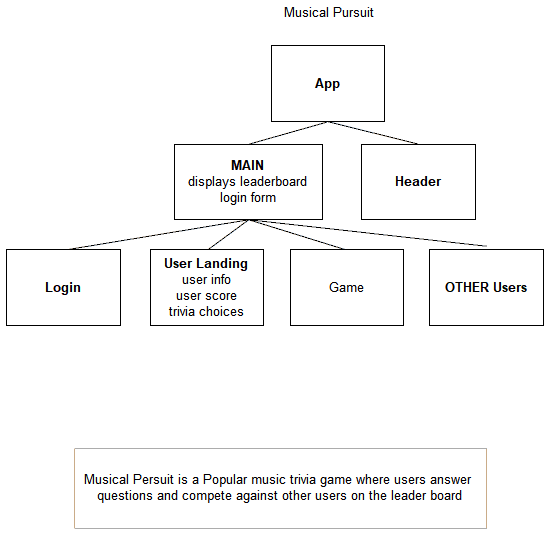 Musical Pursuit
App
MAIN
displays leaderboard
login form
Header
Login
User Landing
user info
user score
trivia choices
Game
OTHER Users
Musical Persuit is a Popular music trivia game where users answer
questions and compete against other users on the leader board